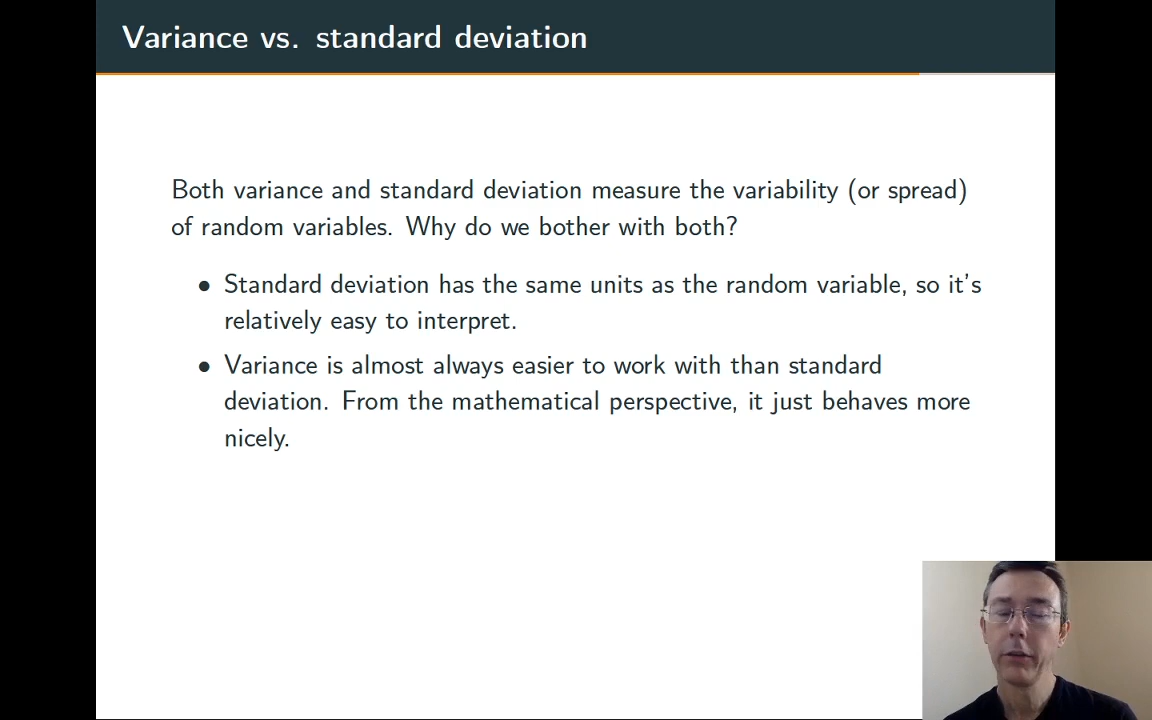 Variance vs. standard deviation
Both variance and standard deviation measure the variability (or spread)
of random variables. Why do we bother with both?
• Standard deviation has the same units as the random variable, so it's
relatively easy to interpret.
• Variance is almost always easier to work with than standard
deviation. From the mathematical perspective, it just behaves more
nicely.